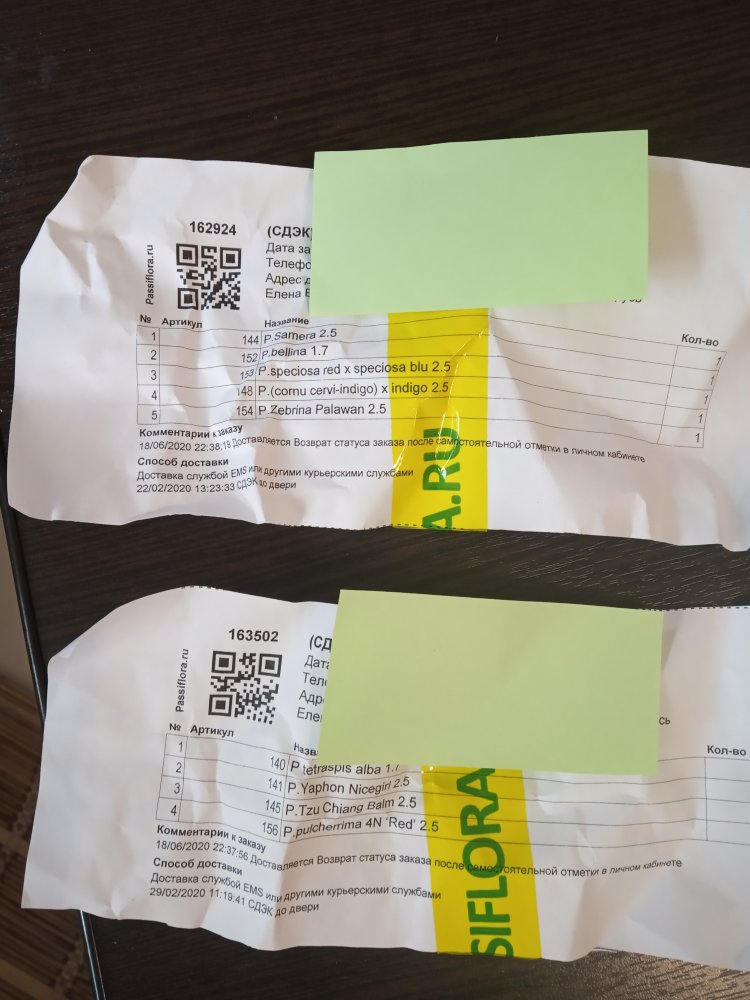 162924
(СДЭК)
Дата за
Телефо
Адрес д
Елена Б
Passiflora.ru
№ Артикул Название Кол-во
1 144 P.Samera 2.5 1
2 152 P.bellina 1.7 1
3 153 P.speciosa red x speciosa blu 2.5 1
4 148 P.(cornu cervi-indigo) x indigo 2.5 1
5 154 P.Zebrina Palawan 2.5 1
Комментарии к заказу
18/06/2020 22:38:19 Доставляется Возврат статуса заказа после самостоятельной отметки в личном кабинете
Способ доставки
Доставка службой EMS или другими курьерскими службами
22/02/2020 13:23:33 СДЭК до двери
A.RU
163502
(СД
Дата
Теле
Адр
Елен
сь
Passiflora.ru
№ Артикул Назв Кол-во
1 140 P tetraspis alba 1.7
2 141 P.Yaphon Nicegirl 2.5
3 145 P.Tzu Chiang Balm 2.5
4 156 P.pulcherrima 4N 'Red' 2.5
Комментарии к заказу
18/06/2020 22:37:56 Доставляется Возврат статуса заказа после самостоятельной отметки в личном кабинете
Способ доставки
Доставка службой EMS или другими курьерскими службами
29/02/2020 11:19:41 СДЭК до двери
SIFLORA